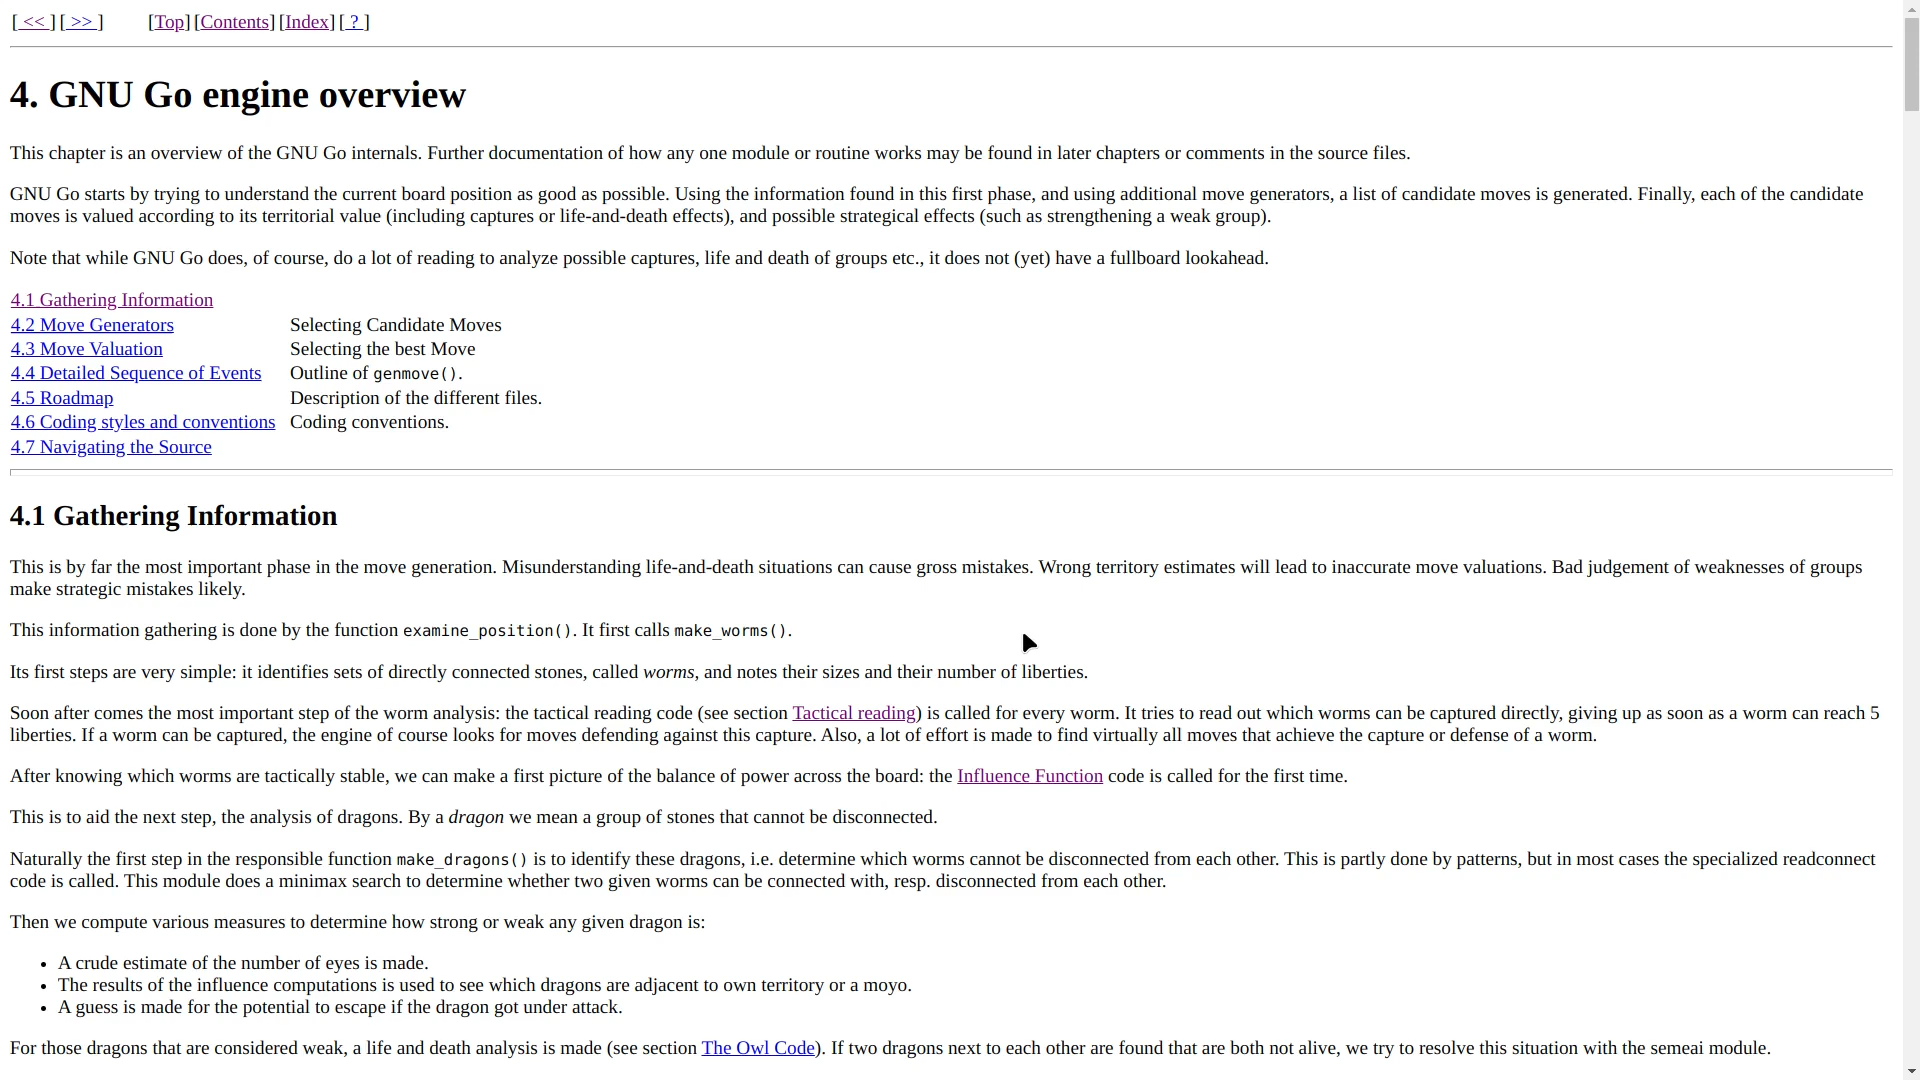 [ << ] [ >> ] [Top] [Contents] [Index] [ ? ]
4. GNU Go engine overview
This chapter is an overview of the GNU Go internals. Further documentation of how any one module or routine works may be found in later chapters or comments in the source files.
GNU Go starts by trying to understand the current board position as good as possible. Using the information found in this first phase, and using additional move generators, a list of candidate moves is generated. Finally, each of the candidate
moves is valued according to its territorial value (including captures or life-and-death effects), and possible strategical effects (such as strengthening a weak group).
Note that while GNU Go does, of course, do a lot of reading to analyze possible captures, life and death of groups etc., it does not (yet) have a fullboard lookahead.
4.1 Gathering Information
4.2 Move Generators Selecting Candidate Moves
4.3 Move Valuation Selecting the best Move
4.4 Detailed Sequence of Events Outline of genmove().
4.5 Roadmap Description of the different files.
4.6 Coding styles and conventions Coding conventions.
4.7 Navigating the Source
4.1 Gathering Information
This is by far the most important phase in the move generation. Misunderstanding life-and-death situations can cause gross mistakes. Wrong territory estimates will lead to inaccurate move valuations. Bad judgement of weaknesses of groups
make strategic mistakes likely.
This information gathering is done by the function examine_position(). It first calls make_worms().
Its first steps are very simple: it identifies sets of directly connected stones, called worms, and notes their sizes and their number of liberties.
Soon after comes the most important step of the worm analysis: the tactical reading code (see section Tactical reading) is called for every worm. It tries to read out which worms can be captured directly, giving up as soon as a worm can reach 5
liberties. If a worm can be captured, the engine of course looks for moves defending against this capture. Also, a lot of effort is made to find virtually all moves that achieve the capture or defense of a worm.
After knowing which worms are tactically stable, we can make a first picture of the balance of power across the board: the Influence Function code is called for the first time.
This is to aid the next step, the analysis of dragons. By a dragon we mean a group of stones that cannot be disconnected.
Naturally the first step in the responsible function make_dragons() is to identify these dragons, i.e. determine which worms cannot be disconnected from each other. This is partly done by patterns, but in most cases the specialized readconnect
code is called. This module does a minimax search to determine whether two given worms can be connected with, resp. disconnected from each other.
Then we compute various measures to determine how strong or weak any given dragon is:
• A crude estimate of the number of eyes is made.
• The results of the influence computations is used to see which dragons are adjacent to own territory or a moyo.
• A guess is made for the potential to escape if the dragon got under attack.
For those dragons that are considered weak, a life and death analysis is made (see section The Owl Code). If two dragons next to each other are found that are both not alive, we try to resolve this situation with the semeai module.